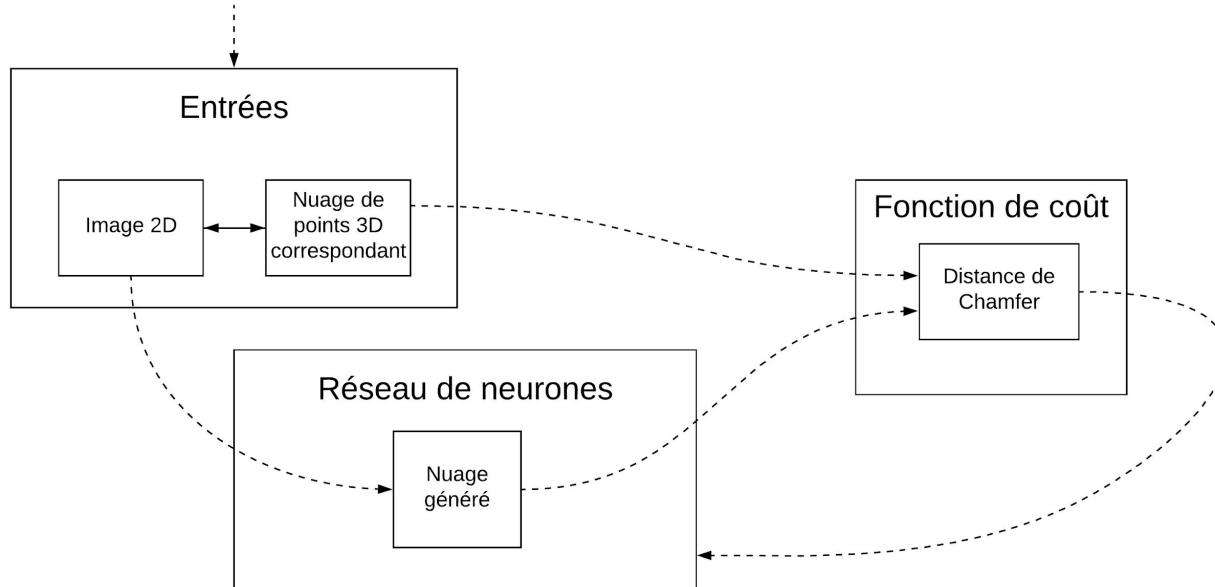 Entrées
Image 2D
Nuage de
points 3D
correspondant
Fonction de coût
Distance de
Chamfer
Réseau de neurones
Nuage
généré